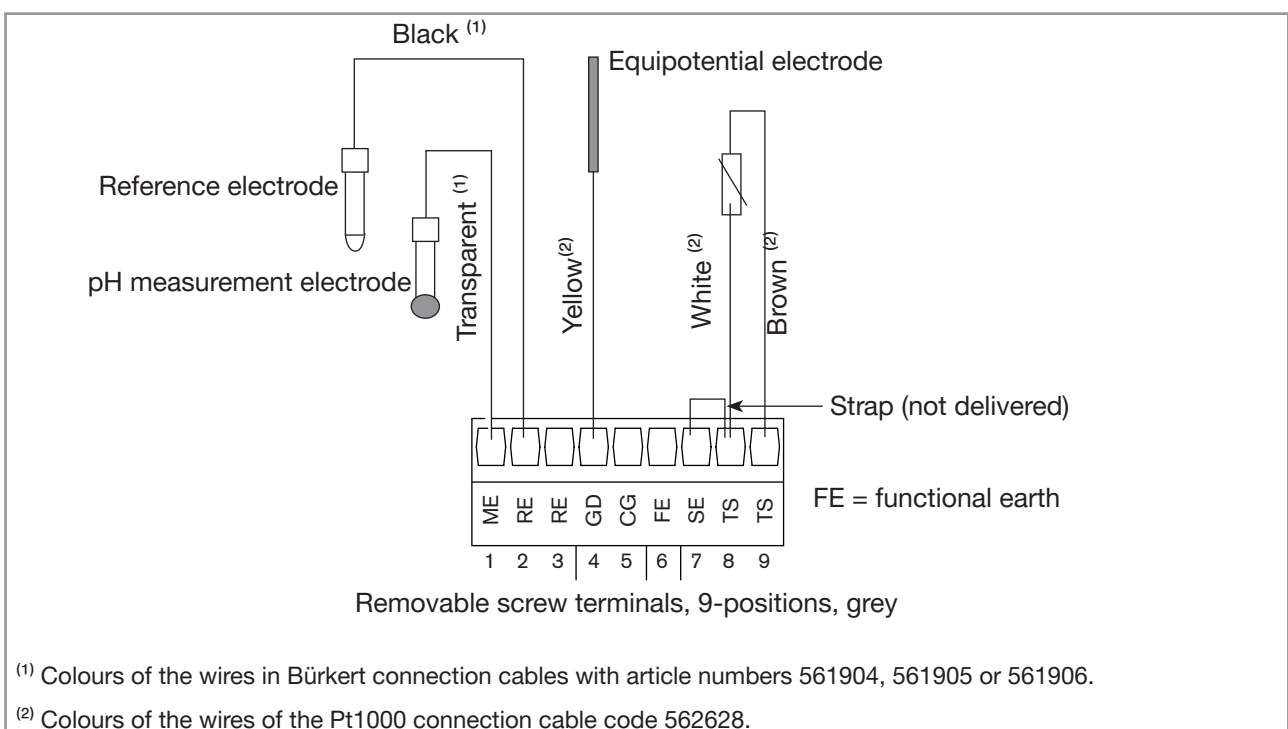 Black (1)
Equipotential electrode
Reference electrode
pH measurement electrode
Transparent (1)
Yellow(2)
White (2)
Brown (2)
Strap (not delivered)
ME RE RE GD CG FE SE TS TS
FE = functional earth
1 2 3 4 5 6 7 8 9
Removable screw terminals, 9-positions, grey
(1) Colours of the wires in Bürkert connection cables with article numbers 561904, 561905 or 561906.
(2) Colours of the wires of the Pt1000 connection cable code 562628.